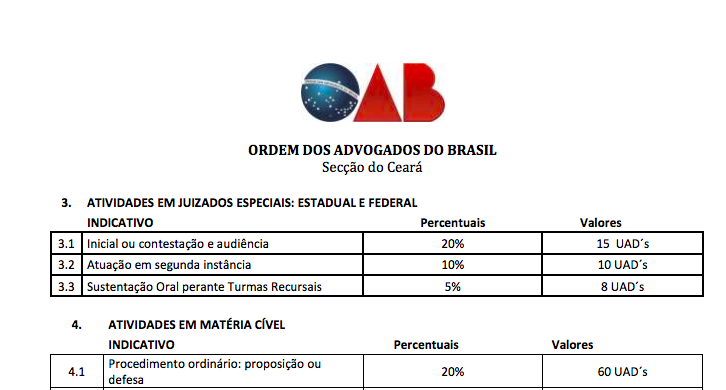 OAB
ORDEM DOS ADVOGADOS DO BRASIL
Secção do Ceará
3. ATIVIDADES EM JUIZADOS ESPECIAIS: ESTADUAL E FEDERAL
INDICATIVO Percentuais Valores
3.1 Inicial ou contestação e audiência 20% 15 UAD´s
3.2 Atuação em segunda instância 10% 10 UAD´s
3.3 Sustentação Oral perante Turmas Recursais 5% 8 UAD´s
4. ATIVIDADES EM MATÉRIA CÍVEL
INDICATIVO Percentuais Valores
4.1 Procedimento ordinário: proposição ou
defesa 20% 60 UAD´s